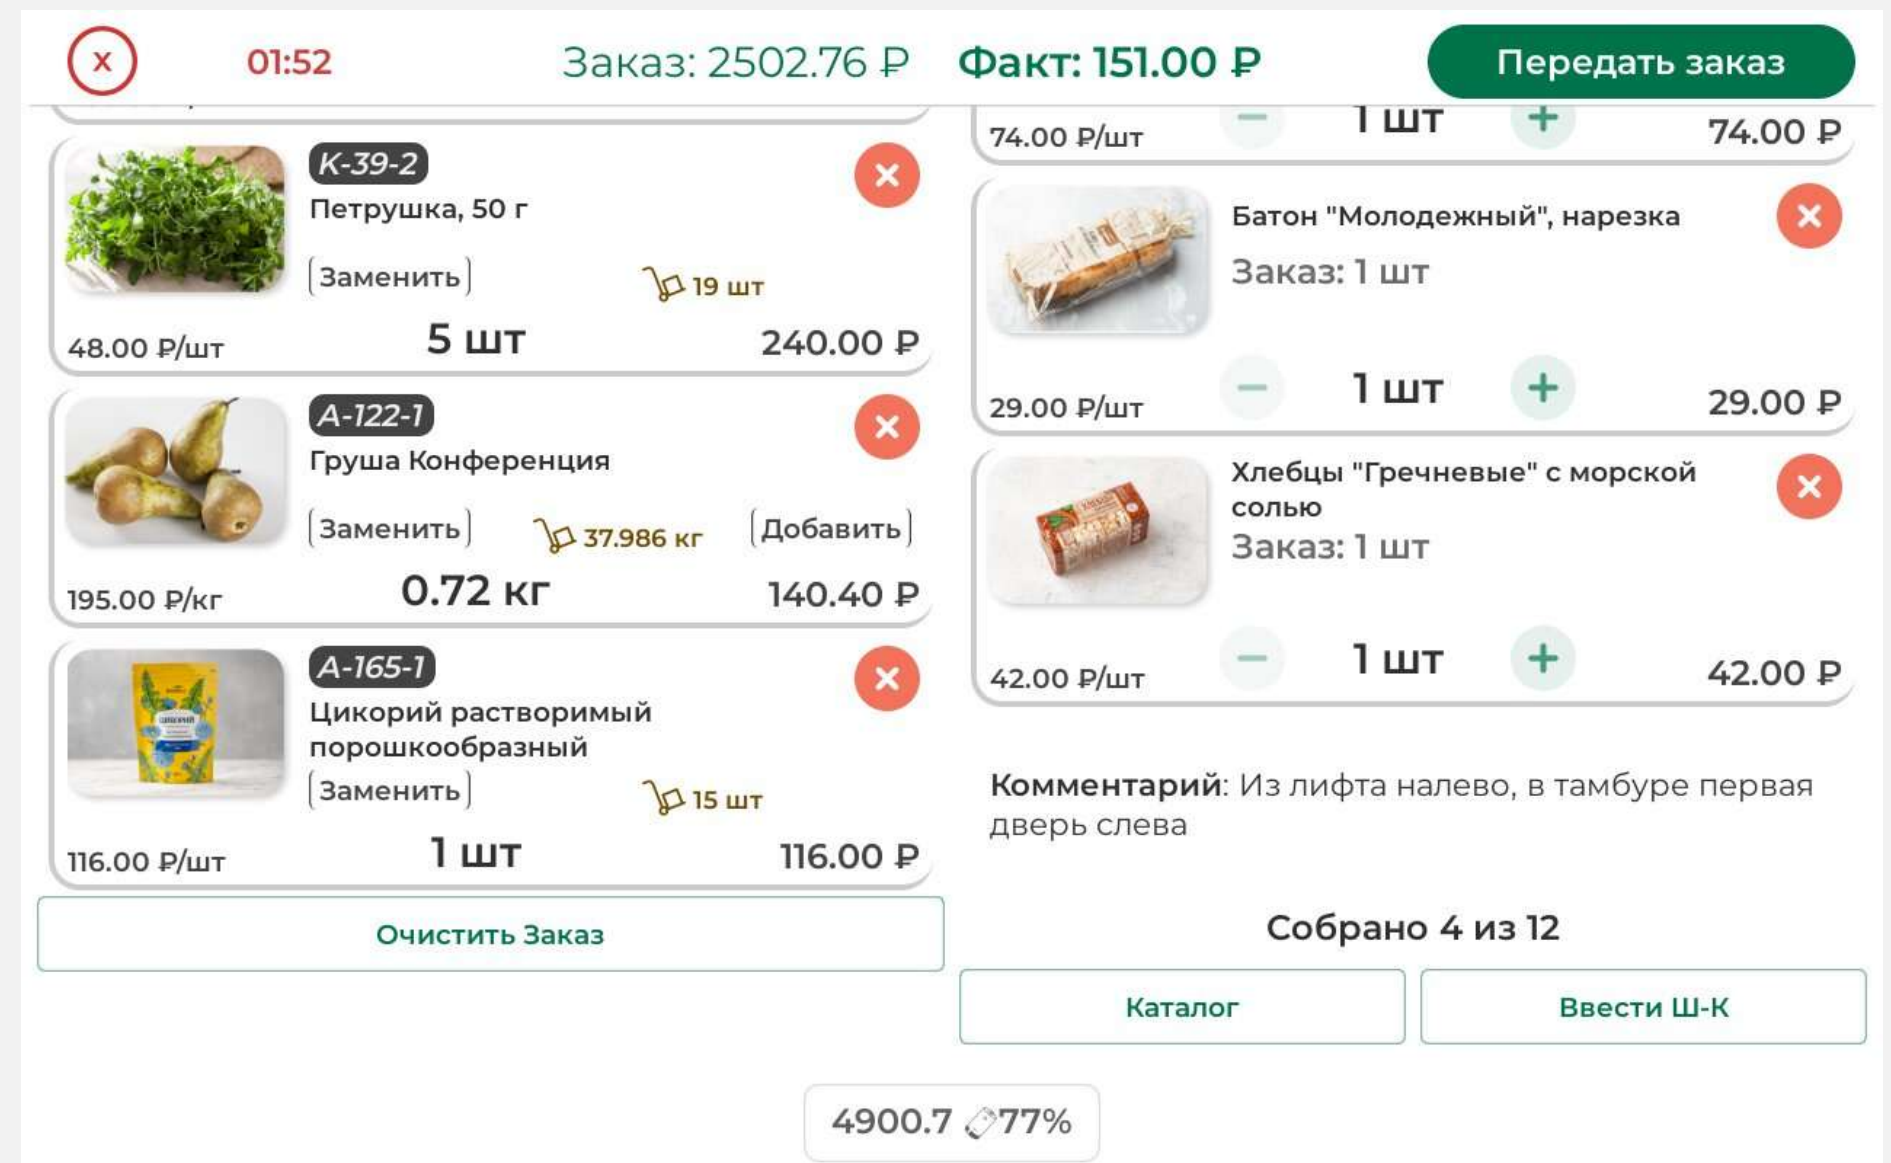 x
01:52
Заказ: 2502.76 ₽
Факт: 151.00 ₽
Передать заказ
K-39-2
Петрушка, 50 г
Заменить
19 шт
48.00 ₽/шт
5 шт
240.00 ₽
A-122-1
Груша Конференция
Заменить
37.986 кг
Добавить
195.00 ₽/кг
0.72 кг
140.40 ₽
A-165-1
Цикорий растворимый
порошкообразный
Заменить
15 шт
116.00 ₽/шт
1 шт
116.00 ₽
Очистить Заказ
74.00 ₽/шт
1 шт
74.00 ₽
Батон "Молодежный", нарезка
Заказ: 1 шт
29.00 ₽/шт
1 шт
29.00 ₽
Хлебцы "Гречневые" с морской
солью
Заказ: 1 шт
42.00 ₽/шт
1 шт
42.00 ₽
Комментарий: Из лифта налево, в тамбуре первая
дверь слева
Собрано 4 из 12
Каталог
Ввести Ш-К
4900.7 77%